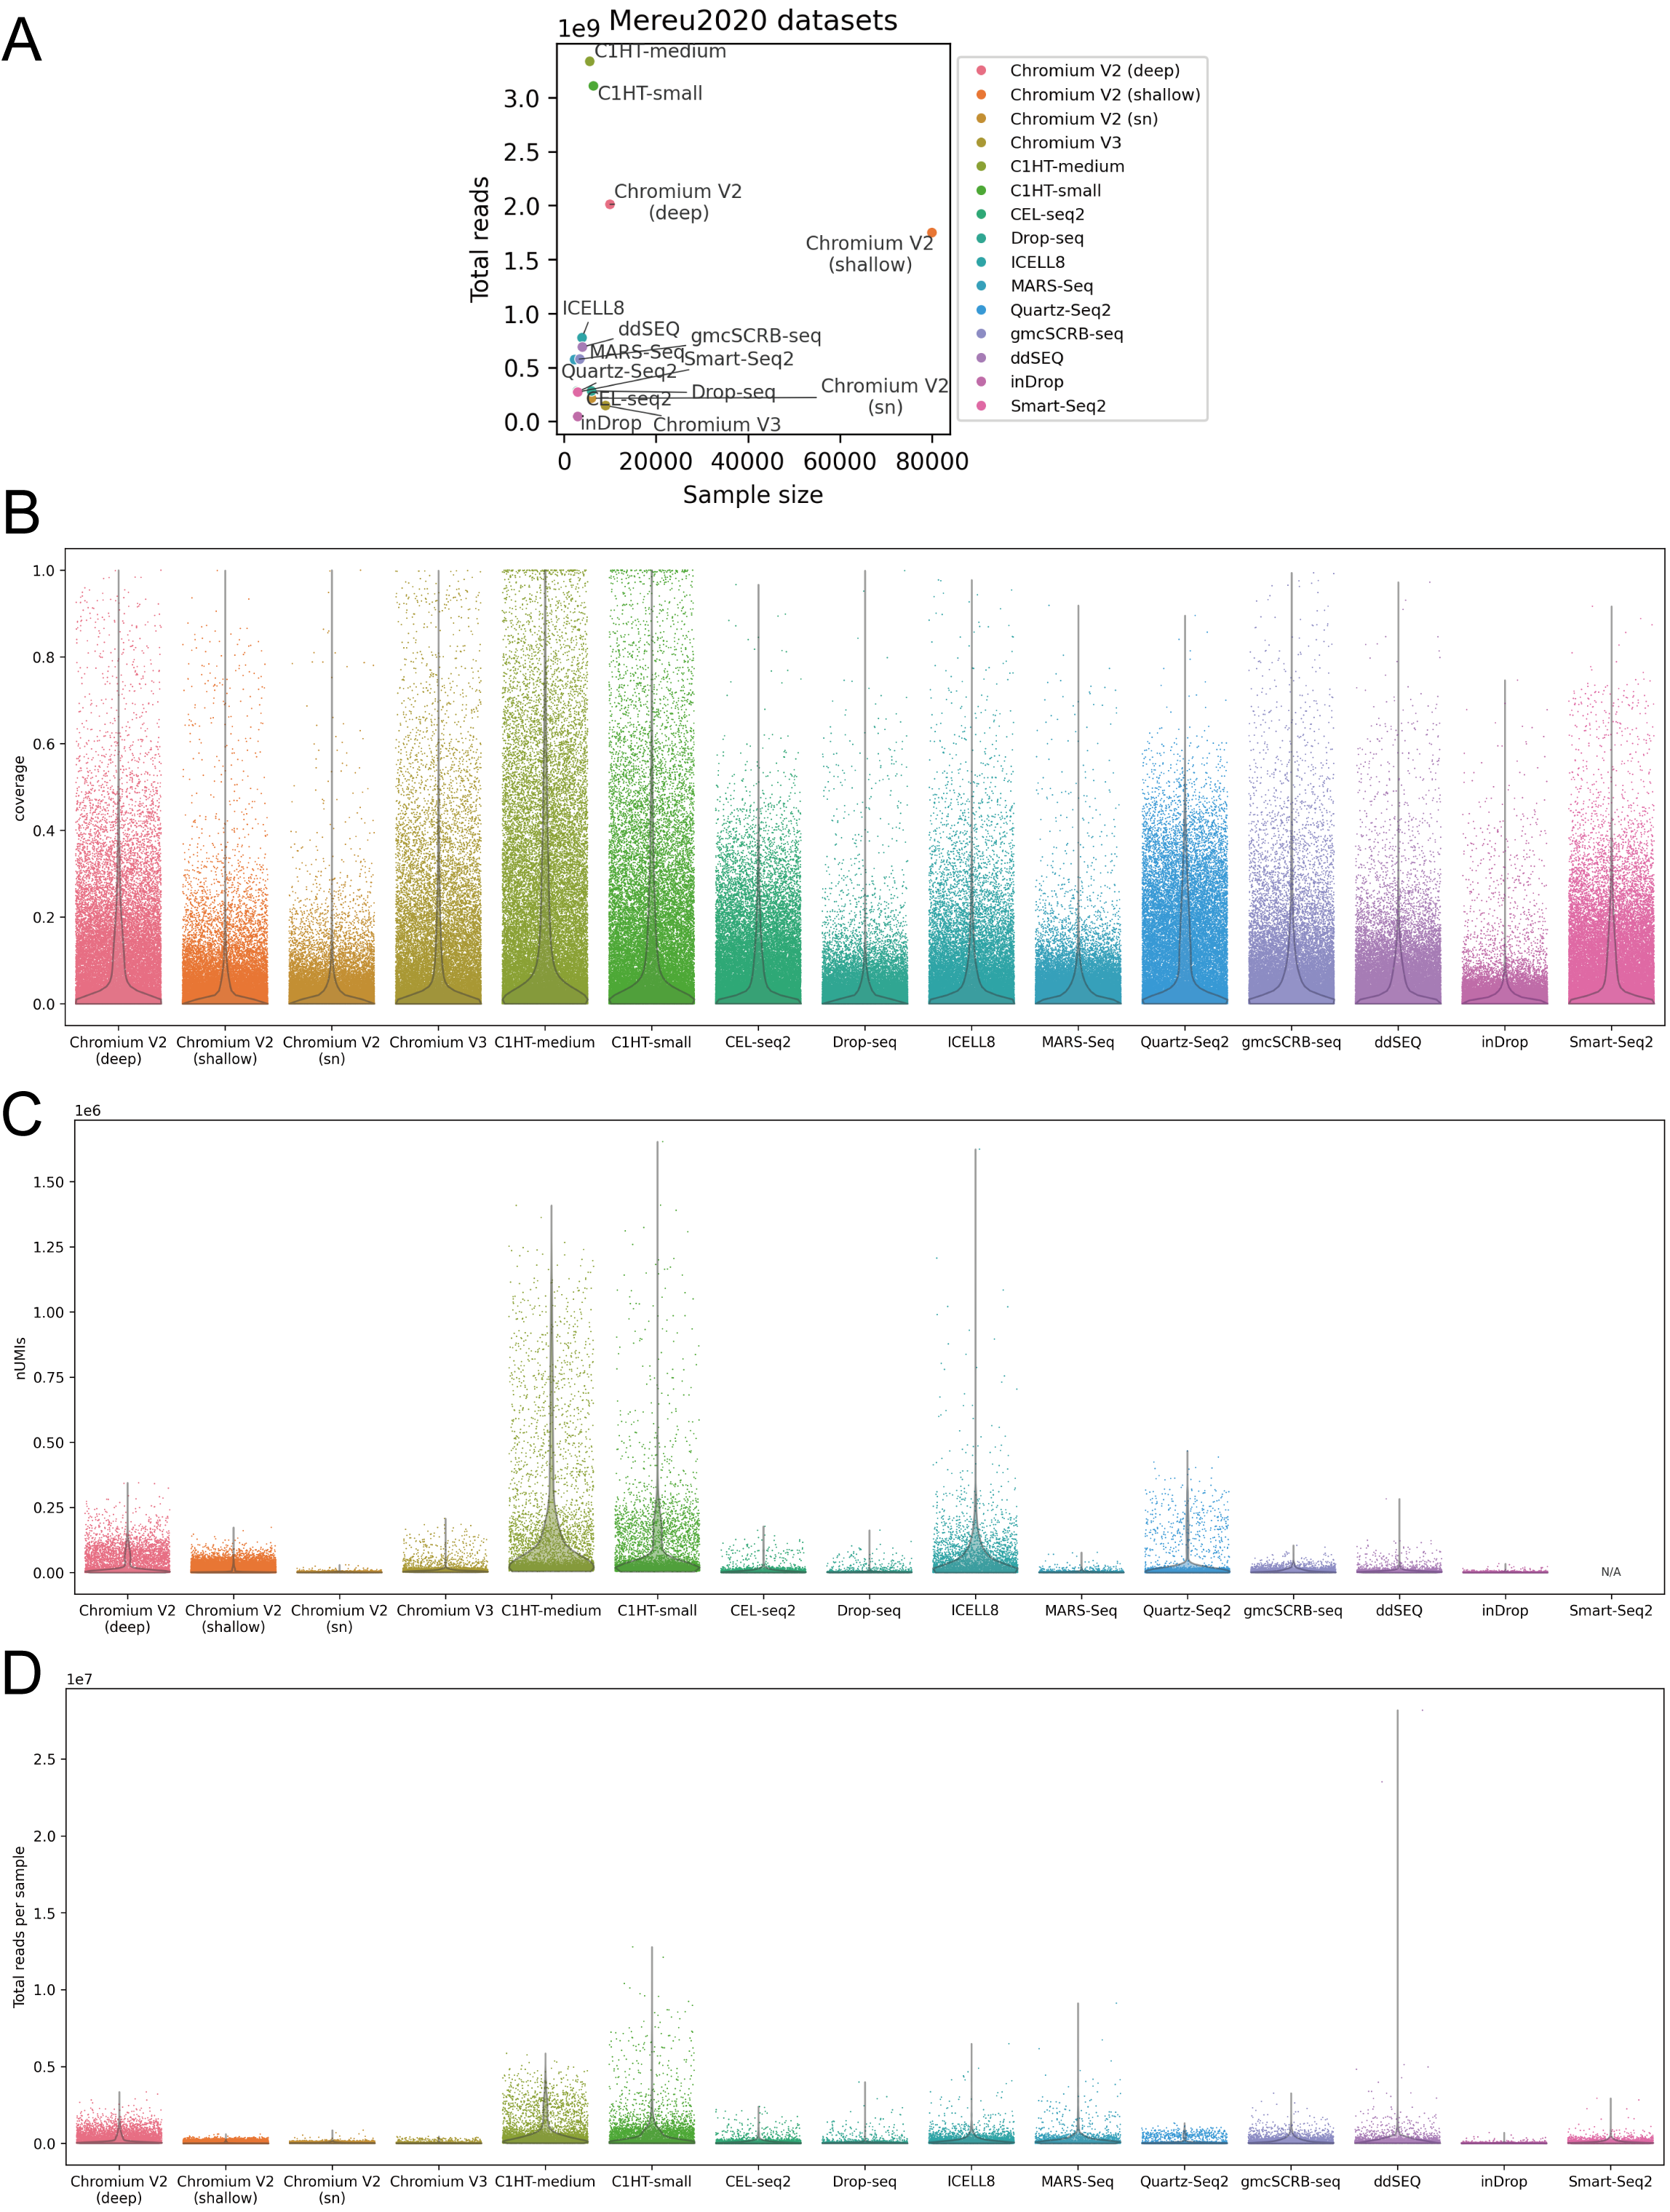 A
Mereu2020 datasets
1e9
C1HT-medium
C1HT-small
3.0
2.5
Chromium V2
(deep)
2.0
Total reads
Chromium V2
(shallow)
1.5
ICELL8
1.0
ddSEQ
gmcSCRB-seq
MARS-Seq
Smart-Seq2
0.5
Quartz-Seq2
Drop-seq
Chromium V2
(sn)
CEL-seq2
0.0
inDrop
Chromium V3
0 20000 40000 60000 80000
Sample size
Chromium V2 (deep)
Chromium V2 (shallow)
Chromium V2 (sn)
Chromium V3
C1HT-medium
C1HT-small
CEL-seq2
Drop-seq
ICELL8
MARS-Seq
Quartz-Seq2
gmcSCRB-seq
ddSEQ
inDrop
Smart-Seq2
B
1.0
0.8
0.6
coverage
0.4
0.2
0.0
Chromium V2 Chromium V2 Chromium V2 Chromium V3 C1HT-medium C1HT-small CEL-seq2 Drop-seq ICELL8 MARS-Seq Quartz-Seq2 gmcSCRB-seq ddSEQ inDrop Smart-Seq2
(deep) (shallow) (sn)
C
1e6
1.50
1.25
1.00
nUMIs
0.75
0.50
0.25
0.00
N/A
Chromium V2 Chromium V2 Chromium V2 Chromium V3 C1HT-medium C1HT-small CEL-seq2 Drop-seq ICELL8 MARS-Seq Quartz-Seq2 gmcSCRB-seq ddSEQ inDrop Smart-Seq2
(deep) (shallow) (sn)
D
1e7
2.5
2.0
1.5
Total reads per sample
1.0
0.5
0.0
Chromium V2 Chromium V2 Chromium V2 Chromium V3 C1HT-medium C1HT-small CEL-seq2 Drop-seq ICELL8 MARS-Seq Quartz-Seq2 gmcSCRB-seq ddSEQ inDrop Smart-Seq2
(deep) (shallow) (sn)